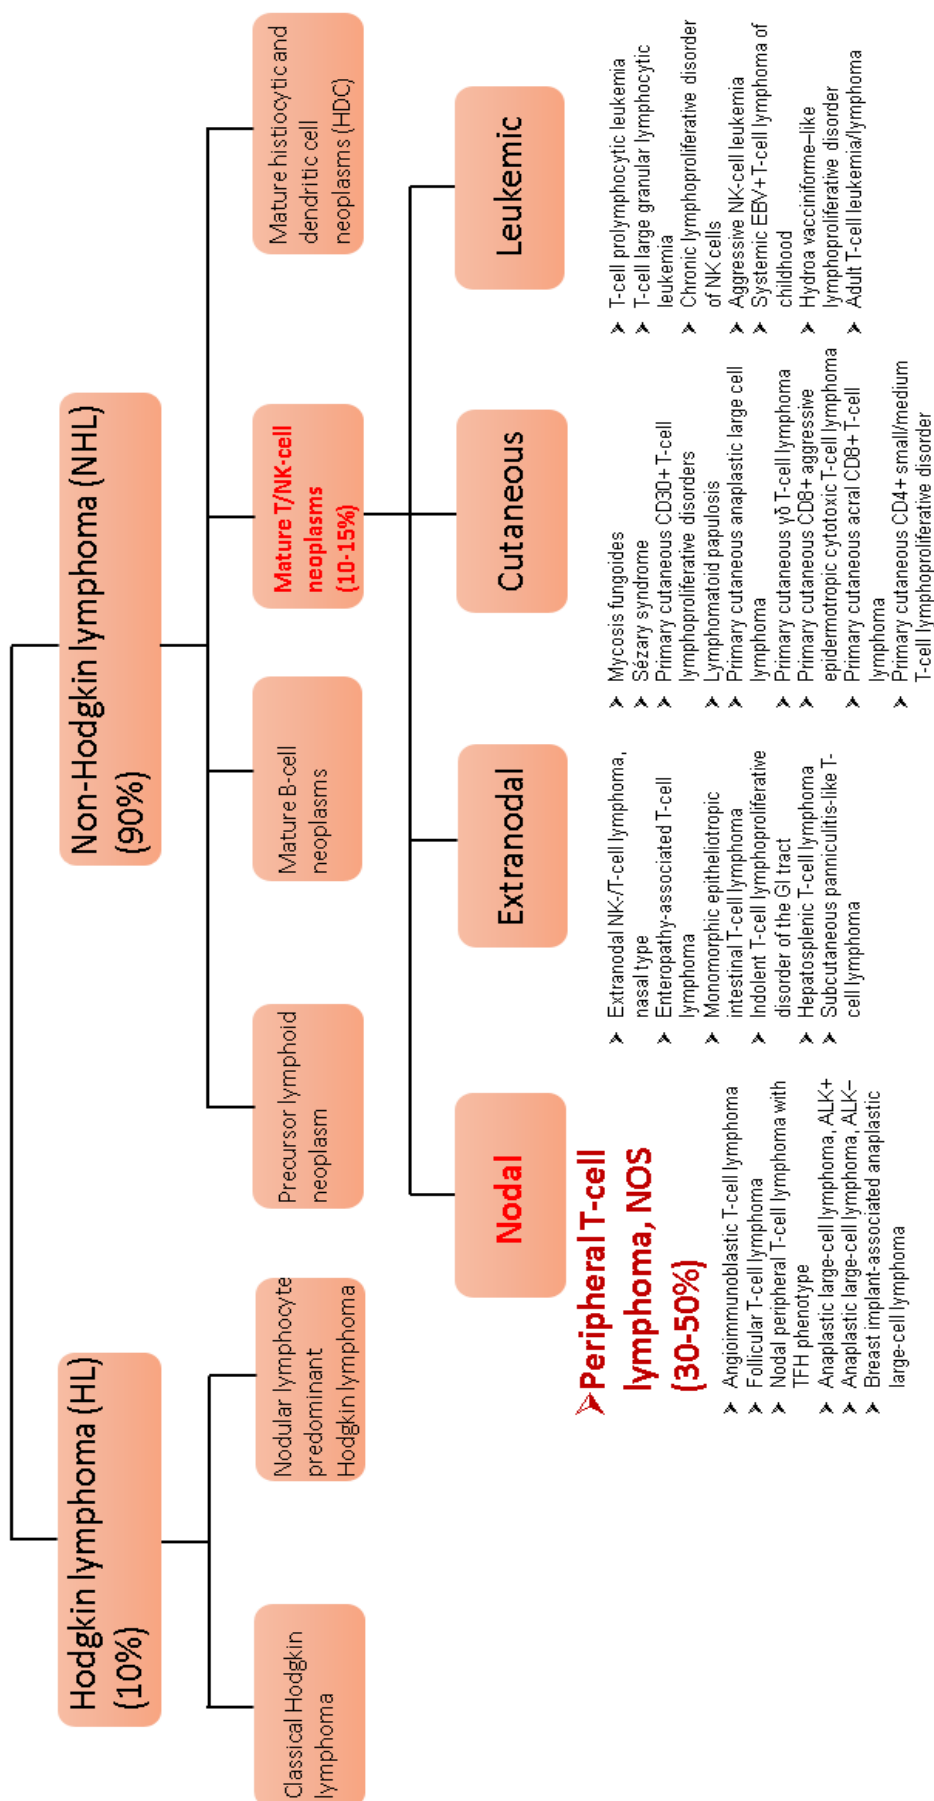 Hodgkin lymphoma (HL)
(10%)
Non-Hodgkin lymphoma (NHL)
(90%)
Classical Hodgkin
lymphoma
Nodular lymphocyte
predominant
Hodgkin lymphoma
Precursor lymphoid
neoplasm
Mature B-cell
neoplasms
Mature T/NK-cell
neoplasms
(10-15%)
Mature histiocytic and
dendritic cell
neoplasms (HDC)
Nodal
Extranodal
Cutaneous
Leukemic
➢Peripheral T-cell
lymphoma, NOS
(30-50%)
➢ Angioimmunoblastic T-cell lymphoma
➢ Follicular T-cell lymphoma
➢ Nodal peripheral T-cell lymphoma with
TFH phenotype
➢ Anaplastic large-cell lymphoma, ALK+
➢ Anaplastic large-cell lymphoma, ALK−
➢ Breast implant-associated anaplastic
large-cell lymphoma
➢ Extranodal NK-/T-cell lymphoma,
nasal type
➢ Enteropathy-associated T-cell
lymphoma
➢ Monomorphic epitheliotropic
intestinal T-cell lymphoma
➢ Indolent T-cell lymphoproliferative
disorder of the GI tract
➢ Hepatosplenic T-cell lymphoma
➢ Subcutaneous panniculitis-like T-
cell lymphoma
➢ Mycosis fungoides
➢ Sézary syndrome
➢ Primary cutaneous CD30+ T-cell
lymphoproliferative disorders
➢ Lymphomatoid papulosis
➢ Primary cutaneous anaplastic large cell
lymphoma
➢ Primary cutaneous γδ T-cell lymphoma
➢ Primary cutaneous CD8+ aggressive
epidermotropic cytotoxic T-cell lymphoma
➢ Primary cutaneous acral CD8+ T-cell
lymphoma
➢ Primary cutaneous CD4+ small/medium
T-cell lymphoproliferative disorder
➢ T-cell prolymphocytic leukemia
➢ T-cell large granular lymphocytic
leukemia
➢ Chronic lymphoproliferative disorder
of NK cells
➢ Aggressive NK-cell leukemia
➢ Systemic EBV+ T-cell lymphoma of
childhood
➢ Hydroa vacciniforme–like
lymphoproliferative disorder
➢ Adult T-cell leukemia/lymphoma